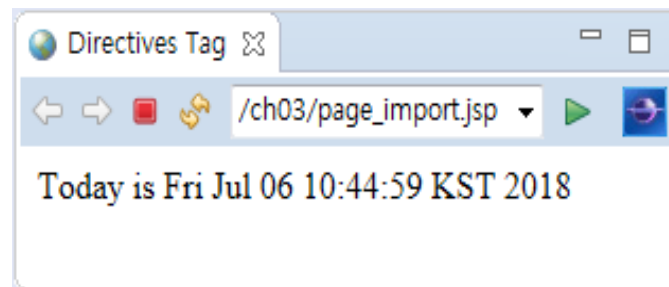 Directives Tag
/ch03/page_import.jsp
Today is Fri Jul 06 10:44:59 KST 2018